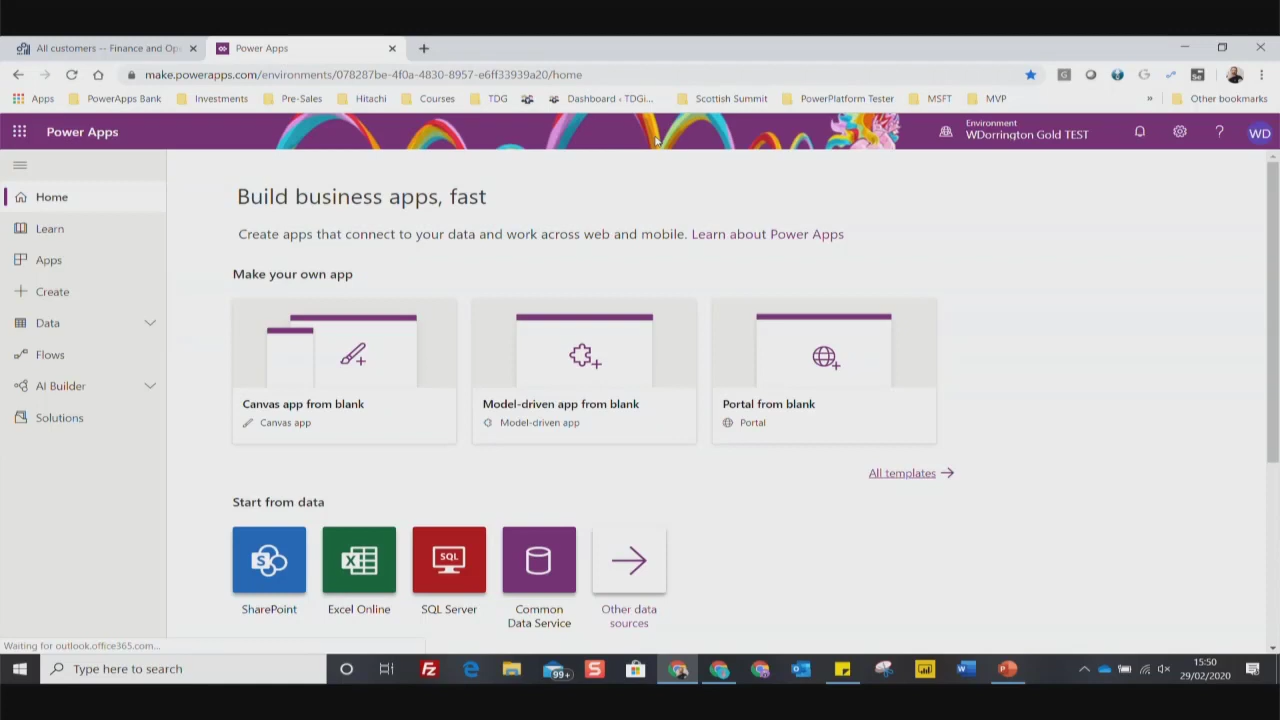 All customers -- Finance and Op
Power Apps
make.powerapps.com/environments/078287be-4f0a-4830-8957-e6ff33939a20/home
Apps PowerApps Bank Investments Pre-Sales Hitachi Courses TDG Dashboard ‹ TDGi... Scottish Summit PowerPlatform Tester MSFT MVP » Other bookmarks
Power Apps
Environment
WDorrington Gold TEST
? WD
Home
Learn
Apps
Create
Data
Flows
AI Builder
Solutions
Build business apps, fast
Create apps that connect to your data and work across web and mobile. Learn about Power Apps
Make your own app
Canvas app from blank
Canvas app
Model-driven app from blank
Model-driven app
Portal from blank
Portal
All templates
Start from data
SharePoint
Excel Online
SQL
SQL Server
Common
Data Service
Other data
sources
Waiting for outlook.office365.com...
Type here to search
99+
15:50
29/02/2020